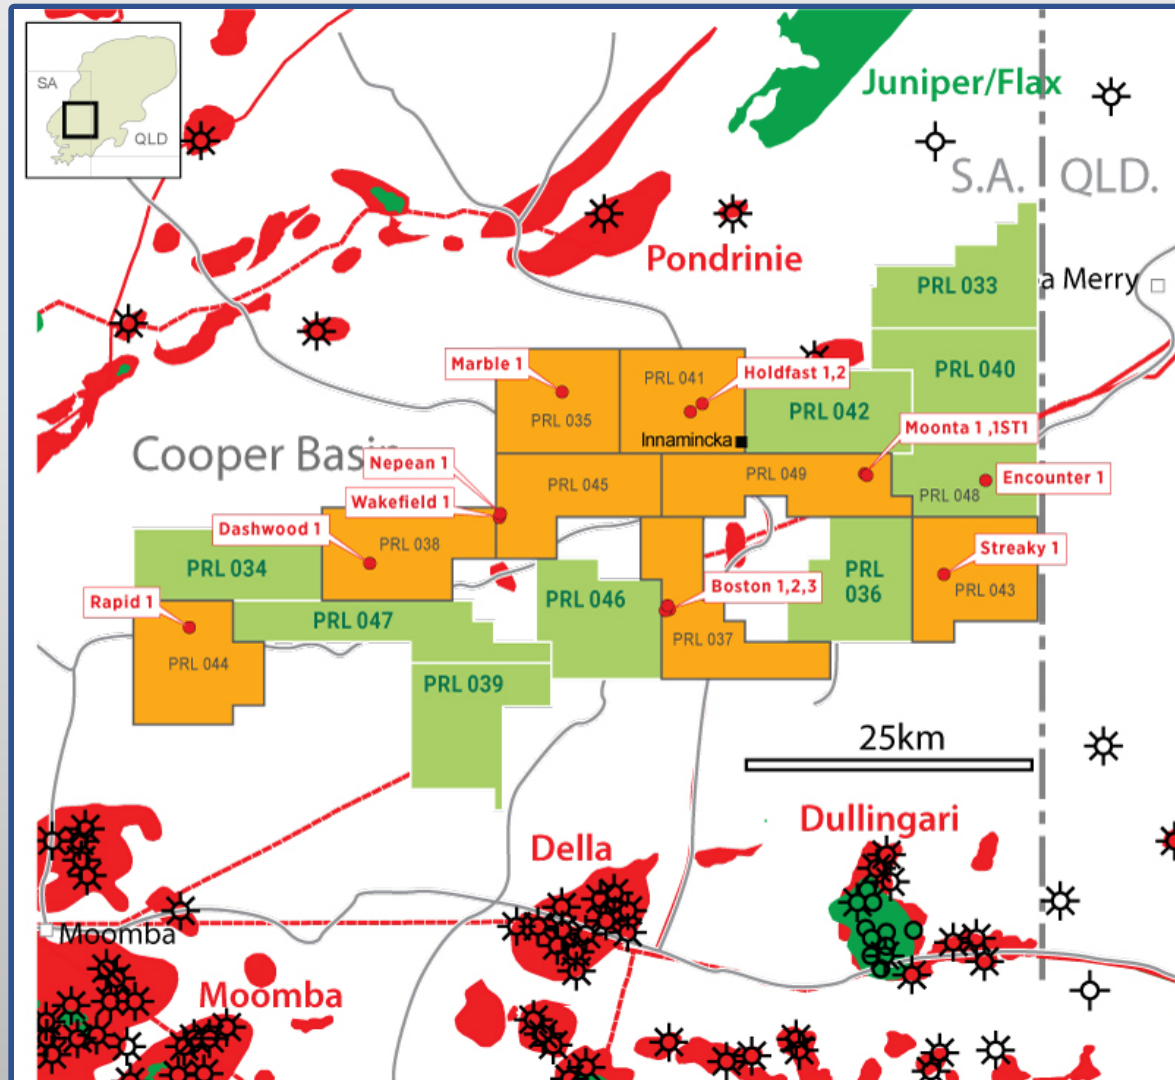 SA
QLD
Juniper/Flax
S.A.
QLD.
Pondrinie
a Merry
PRL 033
PRL 040
Marble 1
PRL 041
Holdfast 1,2
PRL 035
PRL 042
Innamincka
Moonta 1 ,1ST1
Cooper Basin
Nepean 1
PRL 045
PRL 049
Encounter 1
PRL 048
Wakefield 1
Dashwood 1
PRL 038
Streaky 1
PRL 034
PRL 046
Boston 1,2,3
PRL
036
PRL 043
Rapid 1
PRL 047
PRL 037
PRL 044
PRL 039
25km
Dullingari
Della
Moomba
Moomba